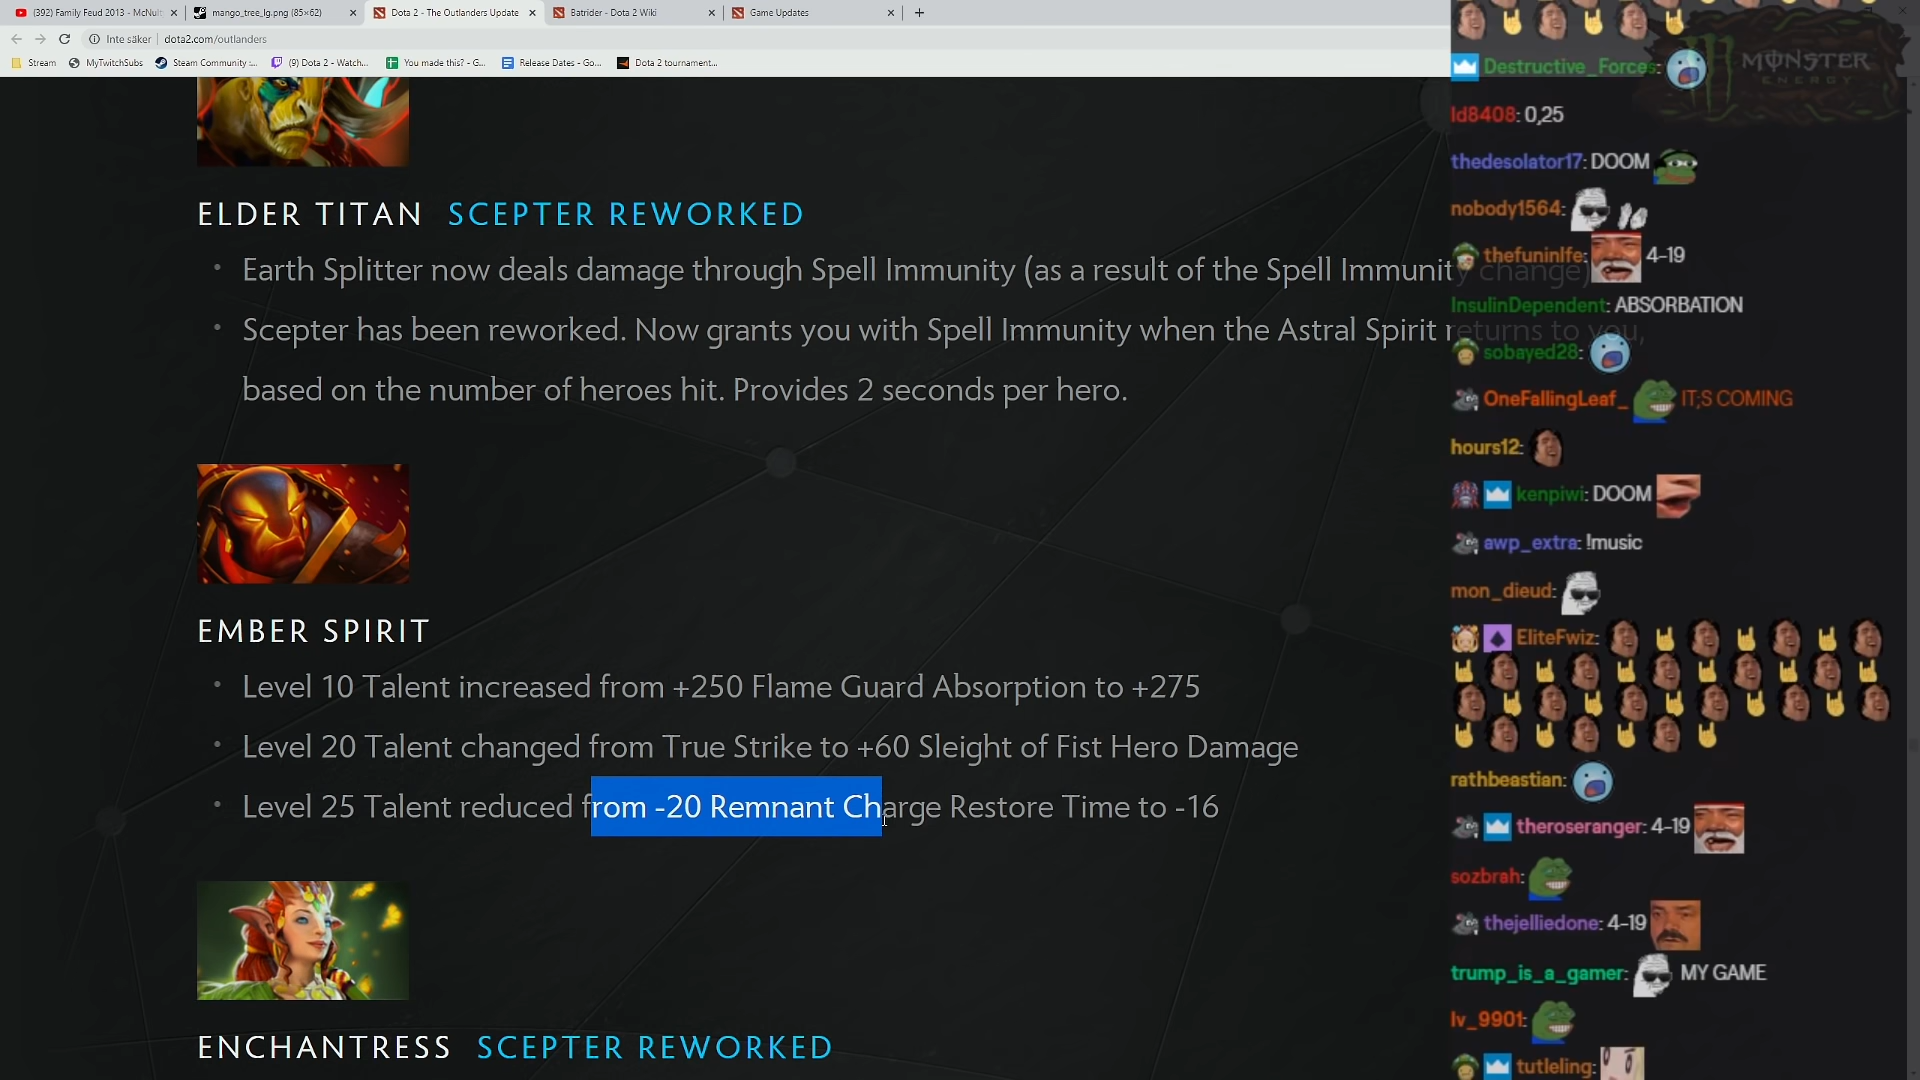 (392) Family Feud 2013 - McNult
mango_tree_lg.png (85×62)
Dota 2 - The Outlanders Update
Batrider - Dota 2 Wiki
Game Updates
Inte säker
dota2.com/outlanders
Stream
MyTwitchSubs
Steam Community :...
(9) Dota 2 - Watch...
You made this? - G...
Release Dates - Go...
Dota 2 tournament...
ELDER TITAN SCEPTER REWORKED
• Earth Splitter now deals damage through Spell Immunity (as a result of the Spell Immunity change)
• Scepter has been reworked. Now grants you with Spell Immunity when the Astral Spirit returns to you,
based on the number of heroes hit. Provides 2 seconds per hero.
EMBER SPIRIT
• Level 10 Talent increased from +250 Flame Guard Absorption to +275
• Level 20 Talent changed from True Strike to +60 Sleight of Fist Hero Damage
• Level 25 Talent reduced from -20 Remnant Charge Restore Time to -16
ENCHANTRESS SCEPTER REWORKED
MONSTER
ENERGY
Destructive_Forces:
ld8408: 0,25
thedesolator17: DOOM
nobody1564:
thefuninlfe: 4-19
InsulinDependent: ABSORBATION
sobayed28:
OneFallingLeaf_ IT;S COMING
hours12:
kenpiwi: DOOM
awp_extra: !music
mon_dieud:
EliteFwiz:
rathbeastian:
theroseranger: 4-19
sozbrah:
thejelliedone: 4-19
trump_is_a_gamer: MY GAME
lv_9901:
tutleling: